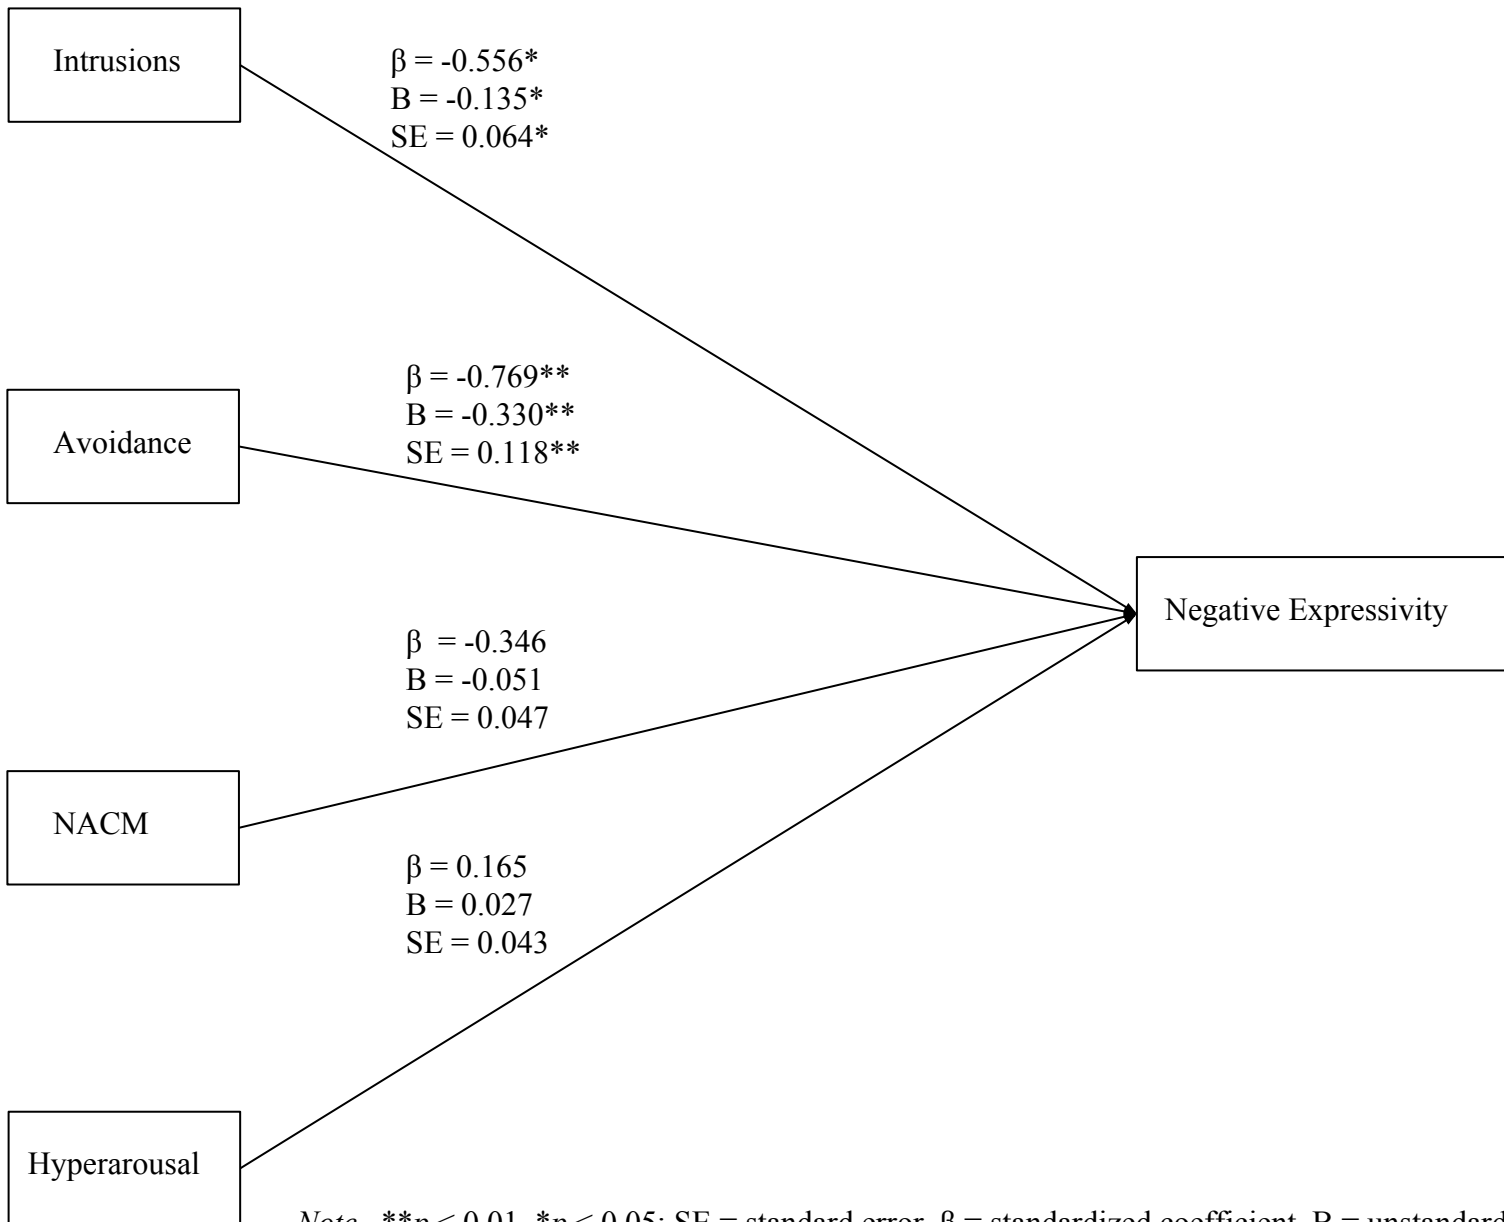 Intrusions
β = -0.556*
B = -0.135*
SE = 0.064*
Avoidance
β = -0.769**
B = -0.330**
SE = 0.118**
Negative Expressivity
β = -0.346
B = -0.051
SE = 0.047
NACM
β = 0.165
B = 0.027
SE = 0.043
Hyperarousal
Note. **p < 0.01, *p < 0.05; SE = standard error, β = standardized coefficient, B = unstandard